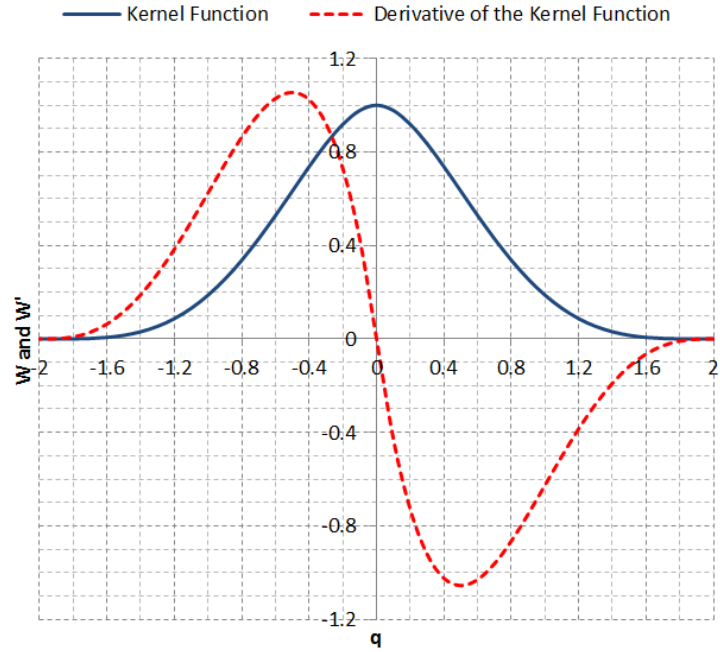 Kernel Function Derivative of the Kernel Function
1.2
0.8
0.4
0
-2 -1.6 -1.2 -0.8 -0.4 0 0.4 0.8 1.2 1.6 2
-0.4
-0.8
-1.2
W and W'
q